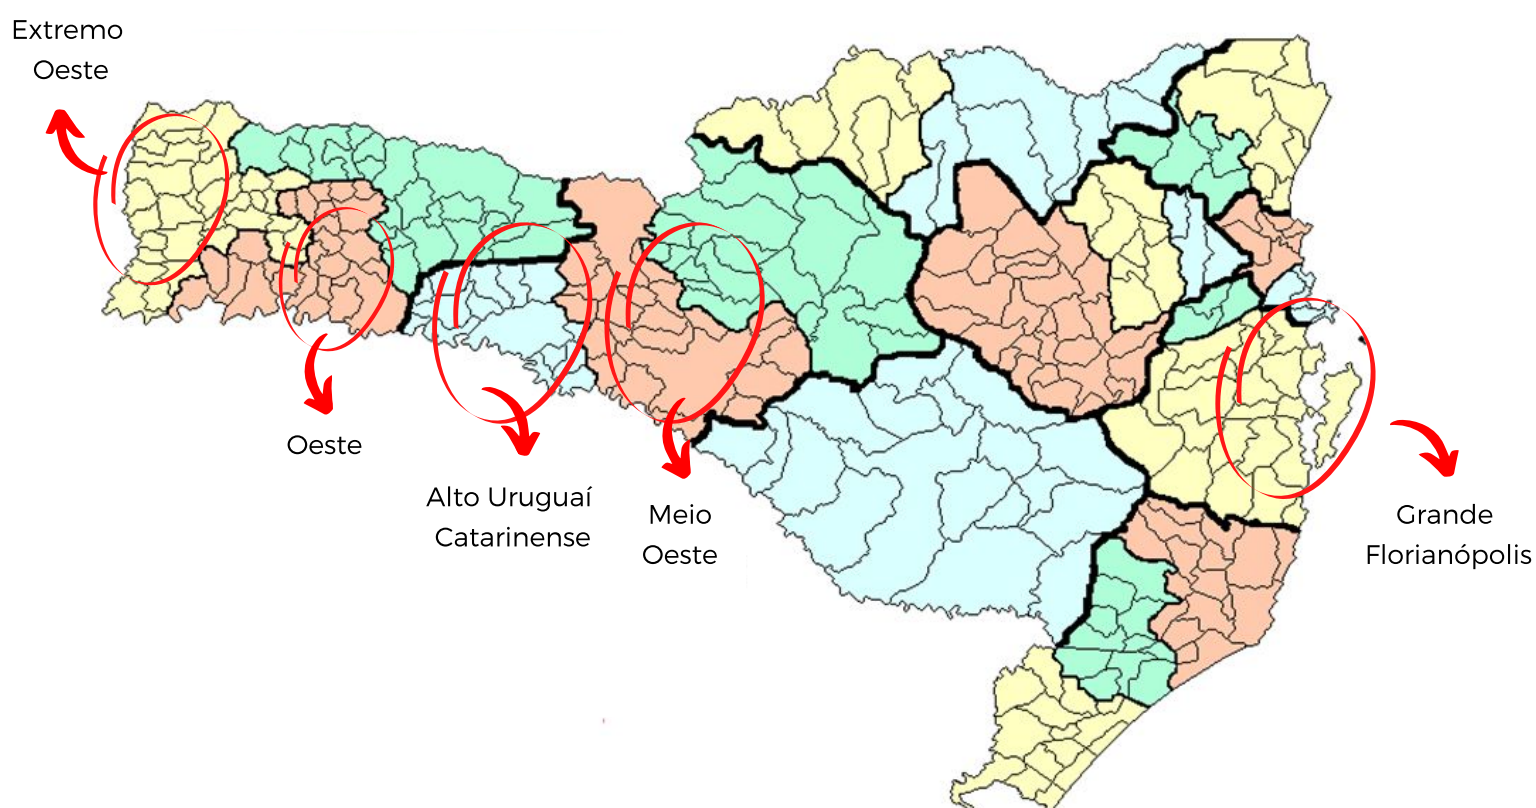 Extremo
Oeste
Oeste
Alto Uruguaí
Catarinense
Meio
Oeste
Grande
Florianópolis